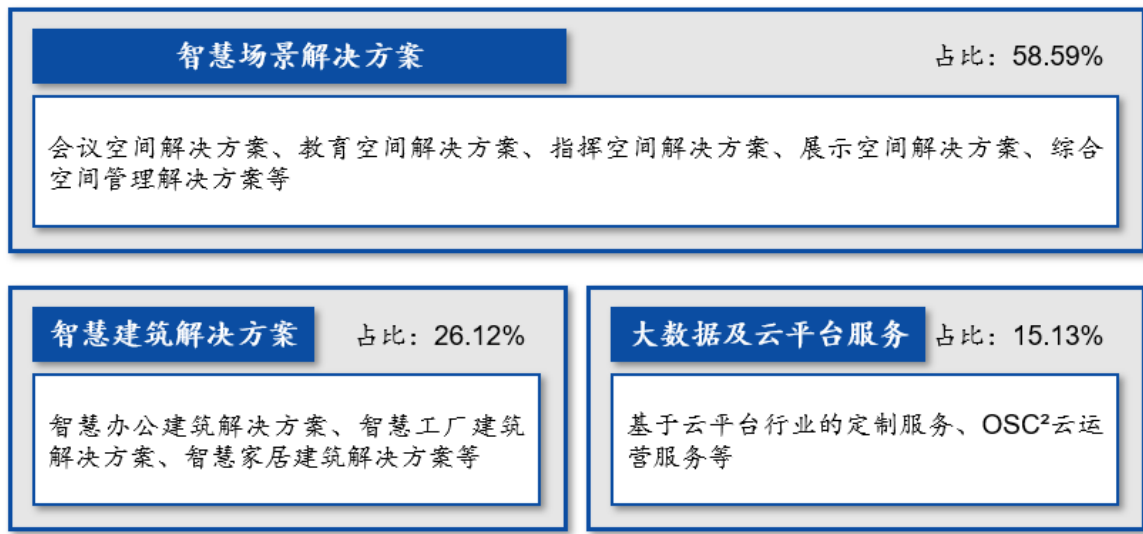 智慧场景解决方案
占比：58.59%
会议空间解决方案、教育空间解决方案、指挥空间解决方案、展示空间解决方案、综合
空间管理解决方案等
智慧建筑解决方案
占比：26.12%
智慧办公建筑解决方案、智慧工厂建筑
解决方案、智慧家居建筑解决方案等
大数据及云平台服务
占比：15.13%
基于云平台行业的定制服务、OSC²云运
营服务等